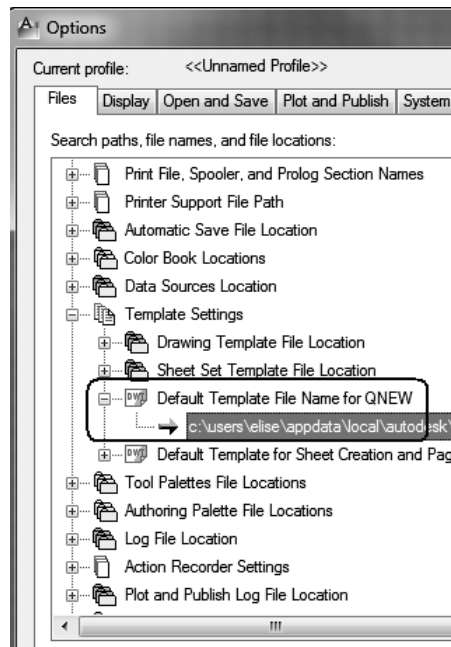 Options
Current profile: <<Unnamed Profile>>
Files Display Open and Save Plot and Publish System
Search paths, file names, and file locations:
Print File, Spooler, and Prolog Section Names
Printer Support File Path
Automatic Save File Location
Color Book Locations
Data Sources Location
Template Settings
Drawing Template File Location
Sheet Set Template File Location
Default Template File Name for QNEW
c:\users\elise\appdata\local\autodesk\
Default Template for Sheet Creation and Pag
Tool Palettes File Locations
Authoring Palette File Locations
Log File Location
Action Recorder Settings
Plot and Publish Log File Location